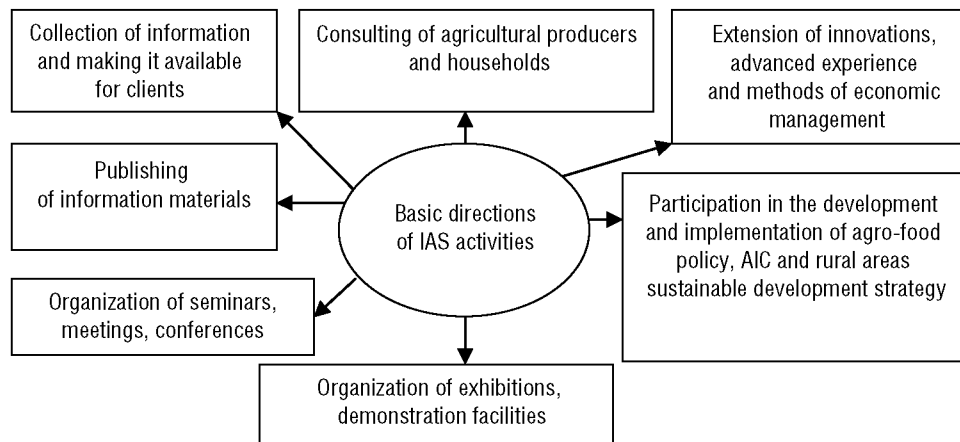 Collection of information
and making it available
for clients
Consulting of agricultural producers
and households
Extension of innovations,
advanced experience
and methods of economic
management
Publishing
of information materials
Basic directions
of IAS activities
Participation in the development
and implementation of agro-food
policy, AIC and rural areas
sustainable development strategy
Organization of seminars,
meetings, conferences
Organization of exhibitions,
demonstration facilities